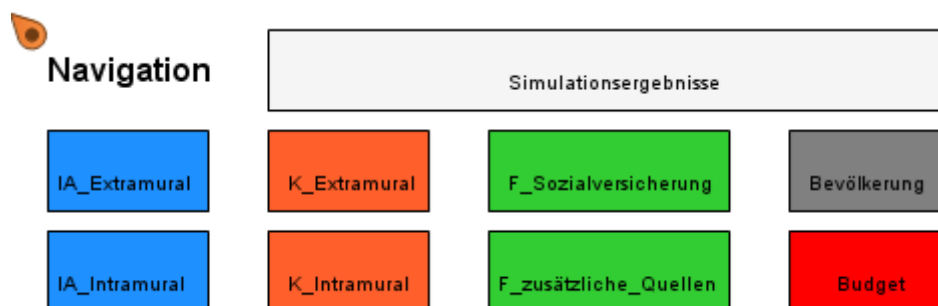 Navigation
Simulationsergebnisse
IA_Extramural
K_Extramural
F_Sozialversicherung
Bevölkerung
IA_Intramural
K_Intramural
F_zusätzliche_Quellen
Budget